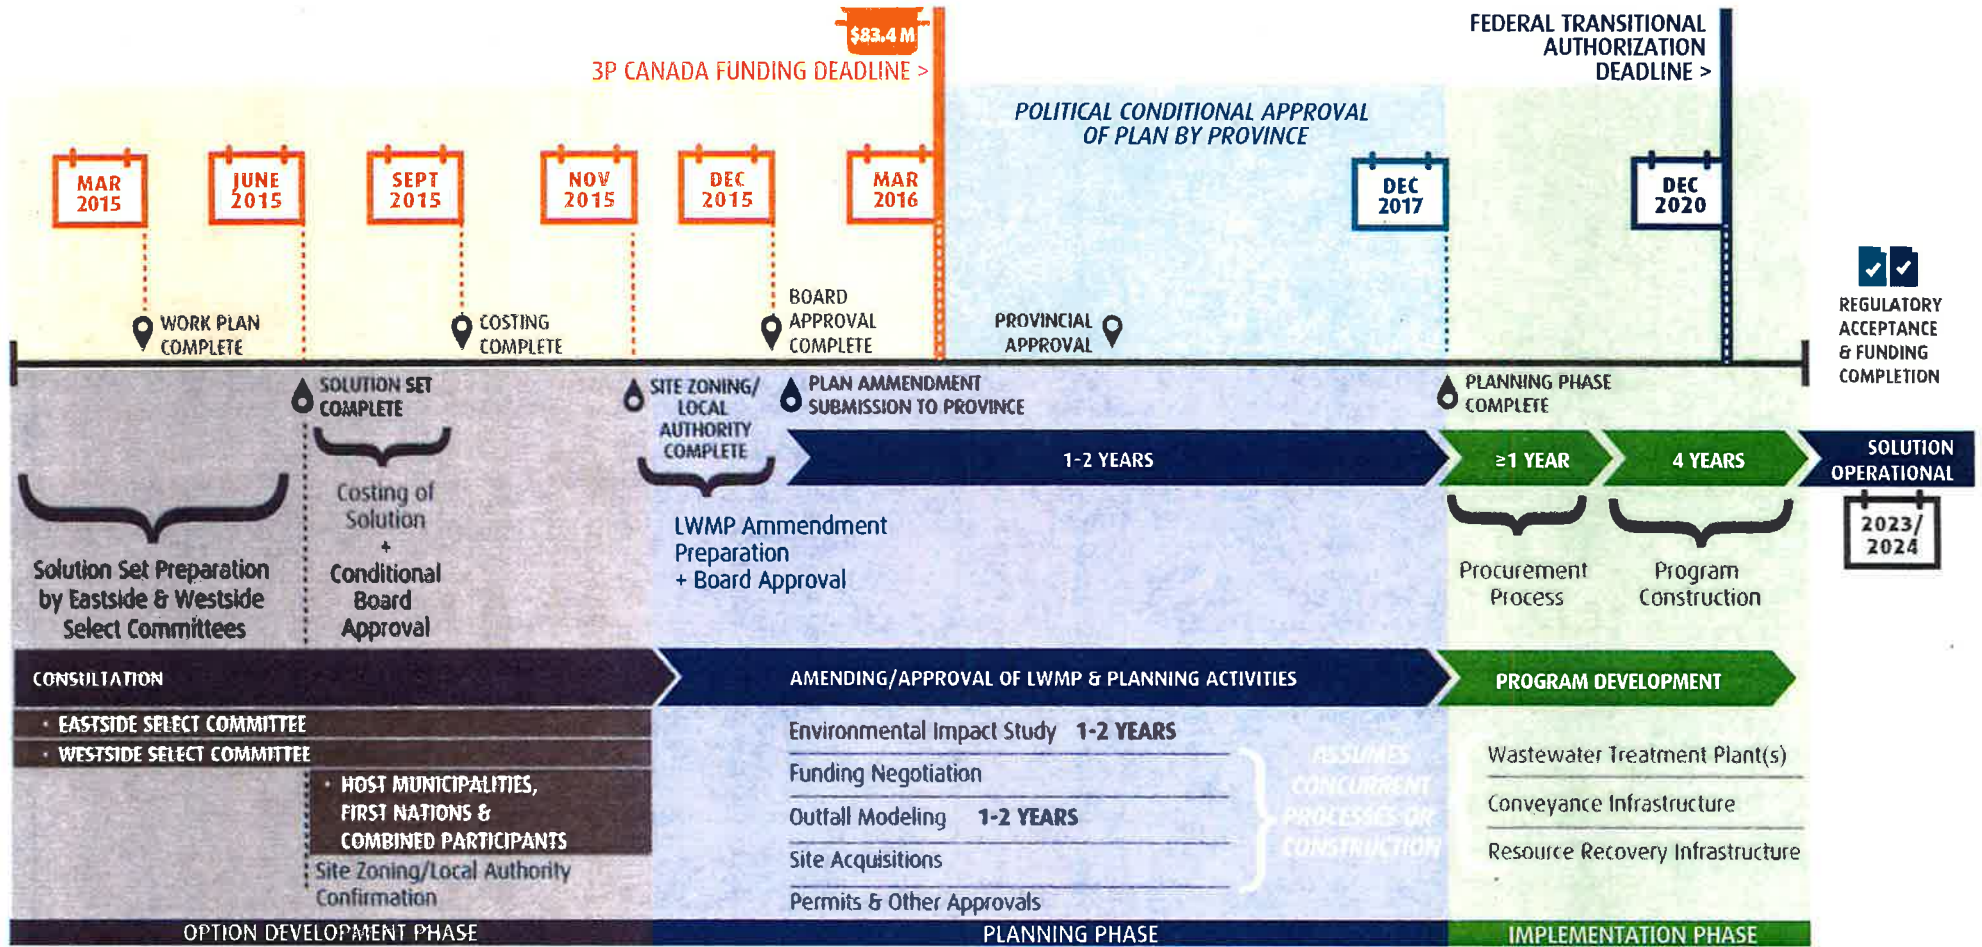 $83.4 M
3P CANADA FUNDING DEADLINE >
FEDERAL TRANSITIONAL
AUTHORIZATION
DEADLINE >
POLITICAL CONDITIONAL APPROVAL
OF PLAN BY PROVINCE
MAR
2015
JUNE
2015
SEPT
2015
NOV
2015
DEC
2015
MAR
2016
DEC
2017
DEC
2020
WORK PLAN
COMPLETE
COSTING
COMPLETE
BOARD
APPROVAL
COMPLETE
PROVINCIAL
APPROVAL
REGULATORY
ACCEPTANCE
& FUNDING
COMPLETION
SOLUTION SET
COMPLETE
SITE ZONING/
LOCAL
AUTHORITY
COMPLETE
PLAN AMMENDMENT
SUBMISSION TO PROVINCE
PLANNING PHASE
COMPLETE
1-2 YEARS
≥1 YEAR
4 YEARS
SOLUTION
OPERATIONAL
2023/
2024
Solution Set Preparation
by Eastside & Westside
Select Committees
Costing of
Solution
+
Conditional
Board
Approval
LWMP Ammendment
Preparation
+ Board Approval
Procurement
Process
Program
Construction
CONSULTATION
AMENDING/APPROVAL OF LWMP & PLANNING ACTIVITIES
PROGRAM DEVELOPMENT
· EASTSIDE SELECT COMMITTEE
· WESTSIDE SELECT COMMITTEE
· HOST MUNICIPALITIES,
FIRST NATIONS &
COMBINED PARTICIPANTS
Site Zoning/Local Authority
Confirmation
Environmental Impact Study 1-2 YEARS
Funding Negotiation
Outfall Modeling 1-2 YEARS
Site Acquisitions
Permits & Other Approvals
ASSUMES
CONCURRENT
PROCESSES OR
CONSTRUCTION
Wastewater Treatment Plant(s)
Conveyance Infrastructure
Resource Recovery Infrastructure
OPTION DEVELOPMENT PHASE
PLANNING PHASE
IMPLEMENTATION PHASE